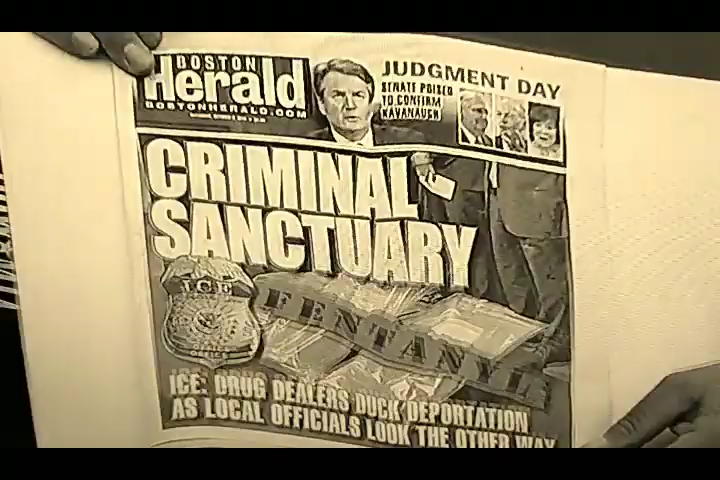 BOSTON
Herald
BOSTONHERALD.COM
JUDGMENT DAY
SENATE POISED
TO CONFIRM
KAVANAUGH
CRIMINAL
SANCTUARY
ICE
OFFICER
FENTANYL
ICE: DRUG DEALERS DUCK DEPORTATION
AS LOCAL OFFICIALS LOOK THE OTHER WAY